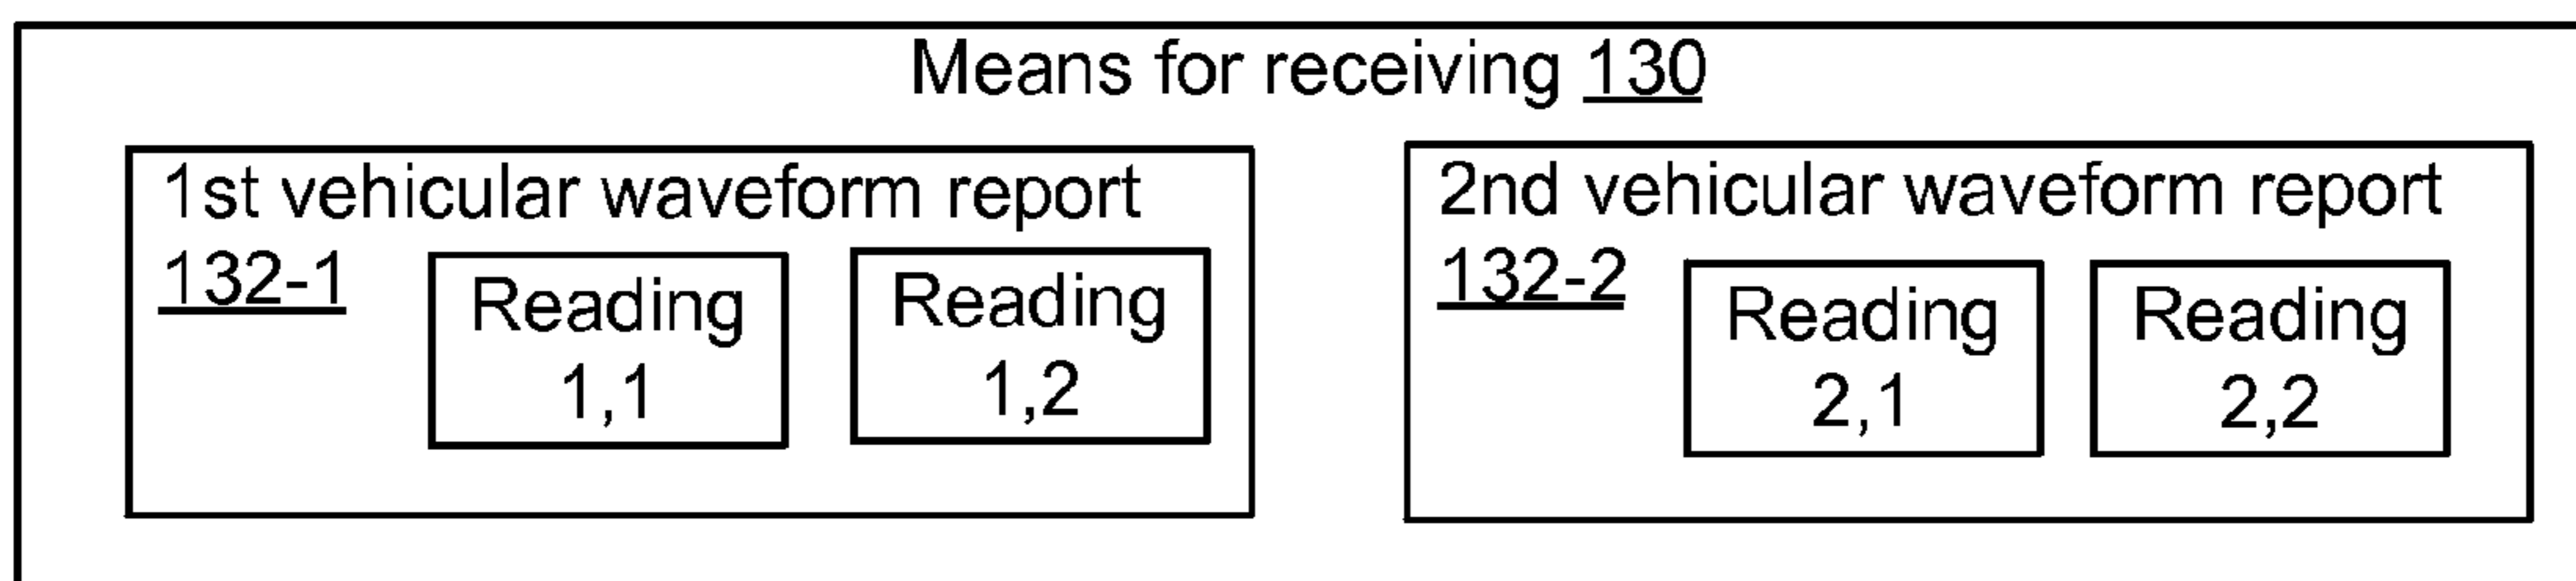 Means for receiving 130
1st vehicular waveform report
132-1
Reading
1,1
Reading
1,2
2nd vehicular waveform report
132-2
Reading
2,1
Reading
2,2